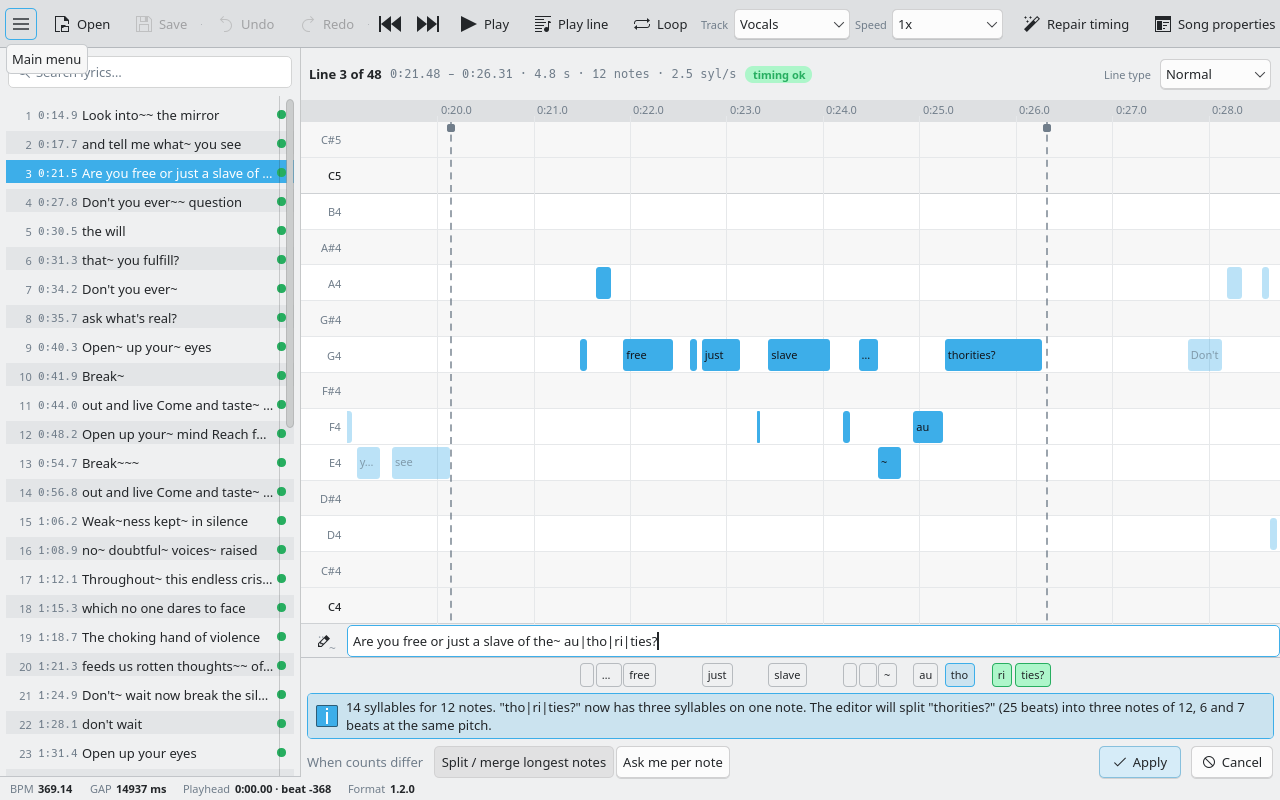 Open Save Undo Redo Play Play line Loop Track Vocals Speed 1x Repair timing Song properties
Main menu
Search lyrics...
Line 3 of 48 0:21.48 – 0:26.31 · 4.8 s · 12 notes · 2.5 syl/s timing ok Line type Normal
0:20.0 0:21.0 0:22.0 0:23.0 0:24.0 0:25.0 0:26.0 0:27.0 0:28.0
1 0:14.9 Look into~~ the mirror
2 0:17.7 and tell me what~ you see
3 0:21.5 Are you free or just a slave of ...
4 0:27.8 Don't you ever~~ question
5 0:30.5 the will
6 0:31.3 that~ you fulfill?
7 0:34.2 Don't you ever~
8 0:35.7 ask what's real?
9 0:40.3 Open~ up your~ eyes
10 0:41.9 Break~
11 0:44.0 out and live Come and taste~ ...
12 0:48.2 Open up your~ mind Reach f...
13 0:54.7 Break~~~
14 0:56.8 out and live Come and taste~ ...
15 1:06.2 Weak~ness kept~ in silence
16 1:08.9 no~ doubtful~ voices~ raised
17 1:12.1 Throughout~ this endless cris...
18 1:15.3 which no one dares to face
19 1:18.7 The choking hand of violence
20 1:21.3 feeds us rotten thoughts~~ of...
21 1:24.9 Don't~ wait now break the sil...
22 1:28.1 don't wait
23 1:31.4 Open up your eyes
C#5
C5
B4
A#4
A4
G#4
G4 free just slave ... thorities? Don't
F#4
F4 au
E4 y... see ~
D#4
D4
C#4
C4
Are you free or just a slave of the~ au|tho|ri|ties?
... free just slave ~ au tho ri ties?
14 syllables for 12 notes. "tho|ri|ties?" now has three syllables on one note. The editor will split "thorities?" (25 beats) into three notes of 12, 6 and 7
beats at the same pitch.
When counts differ Split / merge longest notes Ask me per note Apply Cancel
BPM 369.14 GAP 14937 ms Playhead 0:00.00 · beat -368 Format 1.2.0